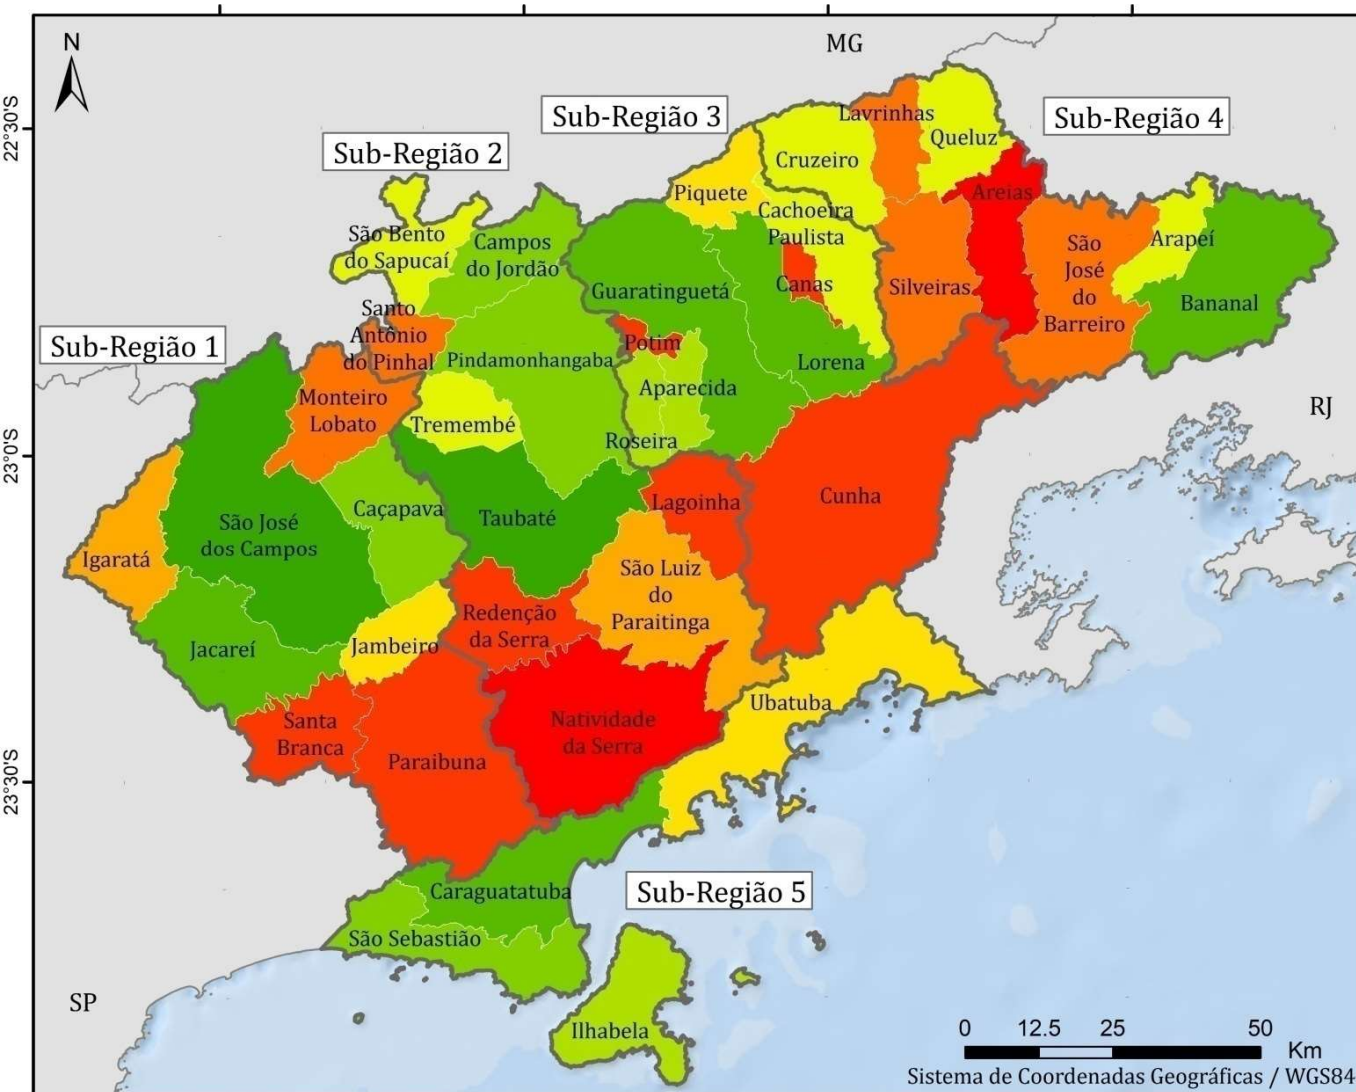 N
MG
Sub-Região 3
Sub-Região 4
Sub-Região 2
Sub-Região 1
Sub-Região 5
22°30'S
23°0'S
23°30'S
Lavrinhas
Queluz
Cruzeiro
Piquete
Areias
Cachoeira
Paulista
São Bento
do Sapucaí
Campos
do Jordão
São
José
do
Barreiro
Arapeí
Bananal
Canas
Silveiras
Guaratinguetá
Santo
Antônio
do Pinhal
Potim
Pindamonhangaba
Lorena
Aparecida
Monteiro
Lobato
Tremembé
Roseira
RJ
Caçapava
Taubaté
Lagoinha
Cunha
São José
dos Campos
Igaratá
São Luiz
do
Paraitinga
Redenção
da Serra
Jacareí
Jambeiro
Ubatuba
Santa
Branca
Natividade
da Serra
Paraibuna
Caraguatatuba
São Sebastião
SP
Ilhabela
0 12.5 25 50
Km
Sistema de Coordenadas Geográficas / WGS84